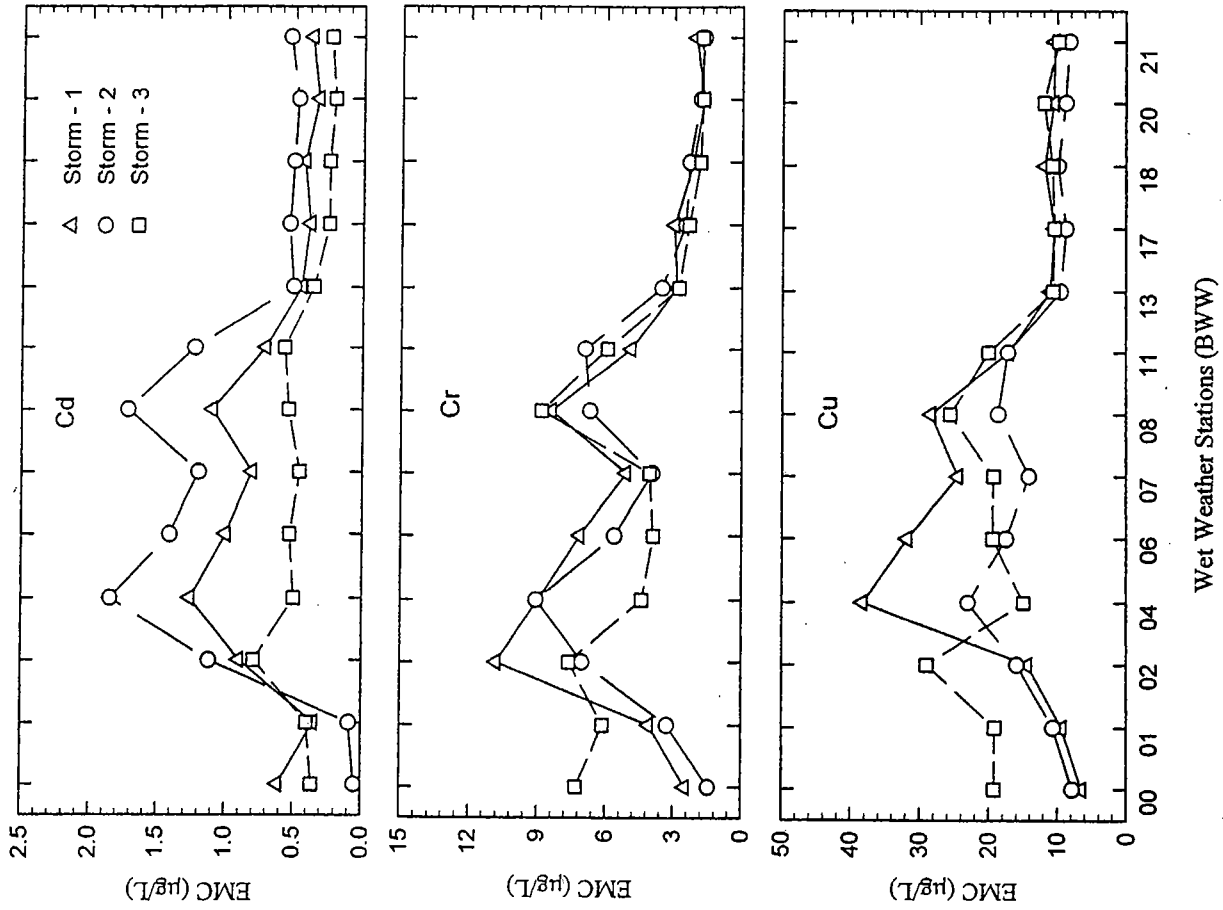 Cd
△ Storm - 1
○ Storm - 2
□ Storm - 3
EMC (µg/L)
2.5
2.0
1.5
1.0
0.5
0.0
Cr
EMC (µg/L)
15
12
9
6
3
0
Cu
EMC (µg/L)
50
40
30
20
10
0
00 01 02 04 06 07 08 11 13 17 18 20 21
Wet Weather Stations (BWW)